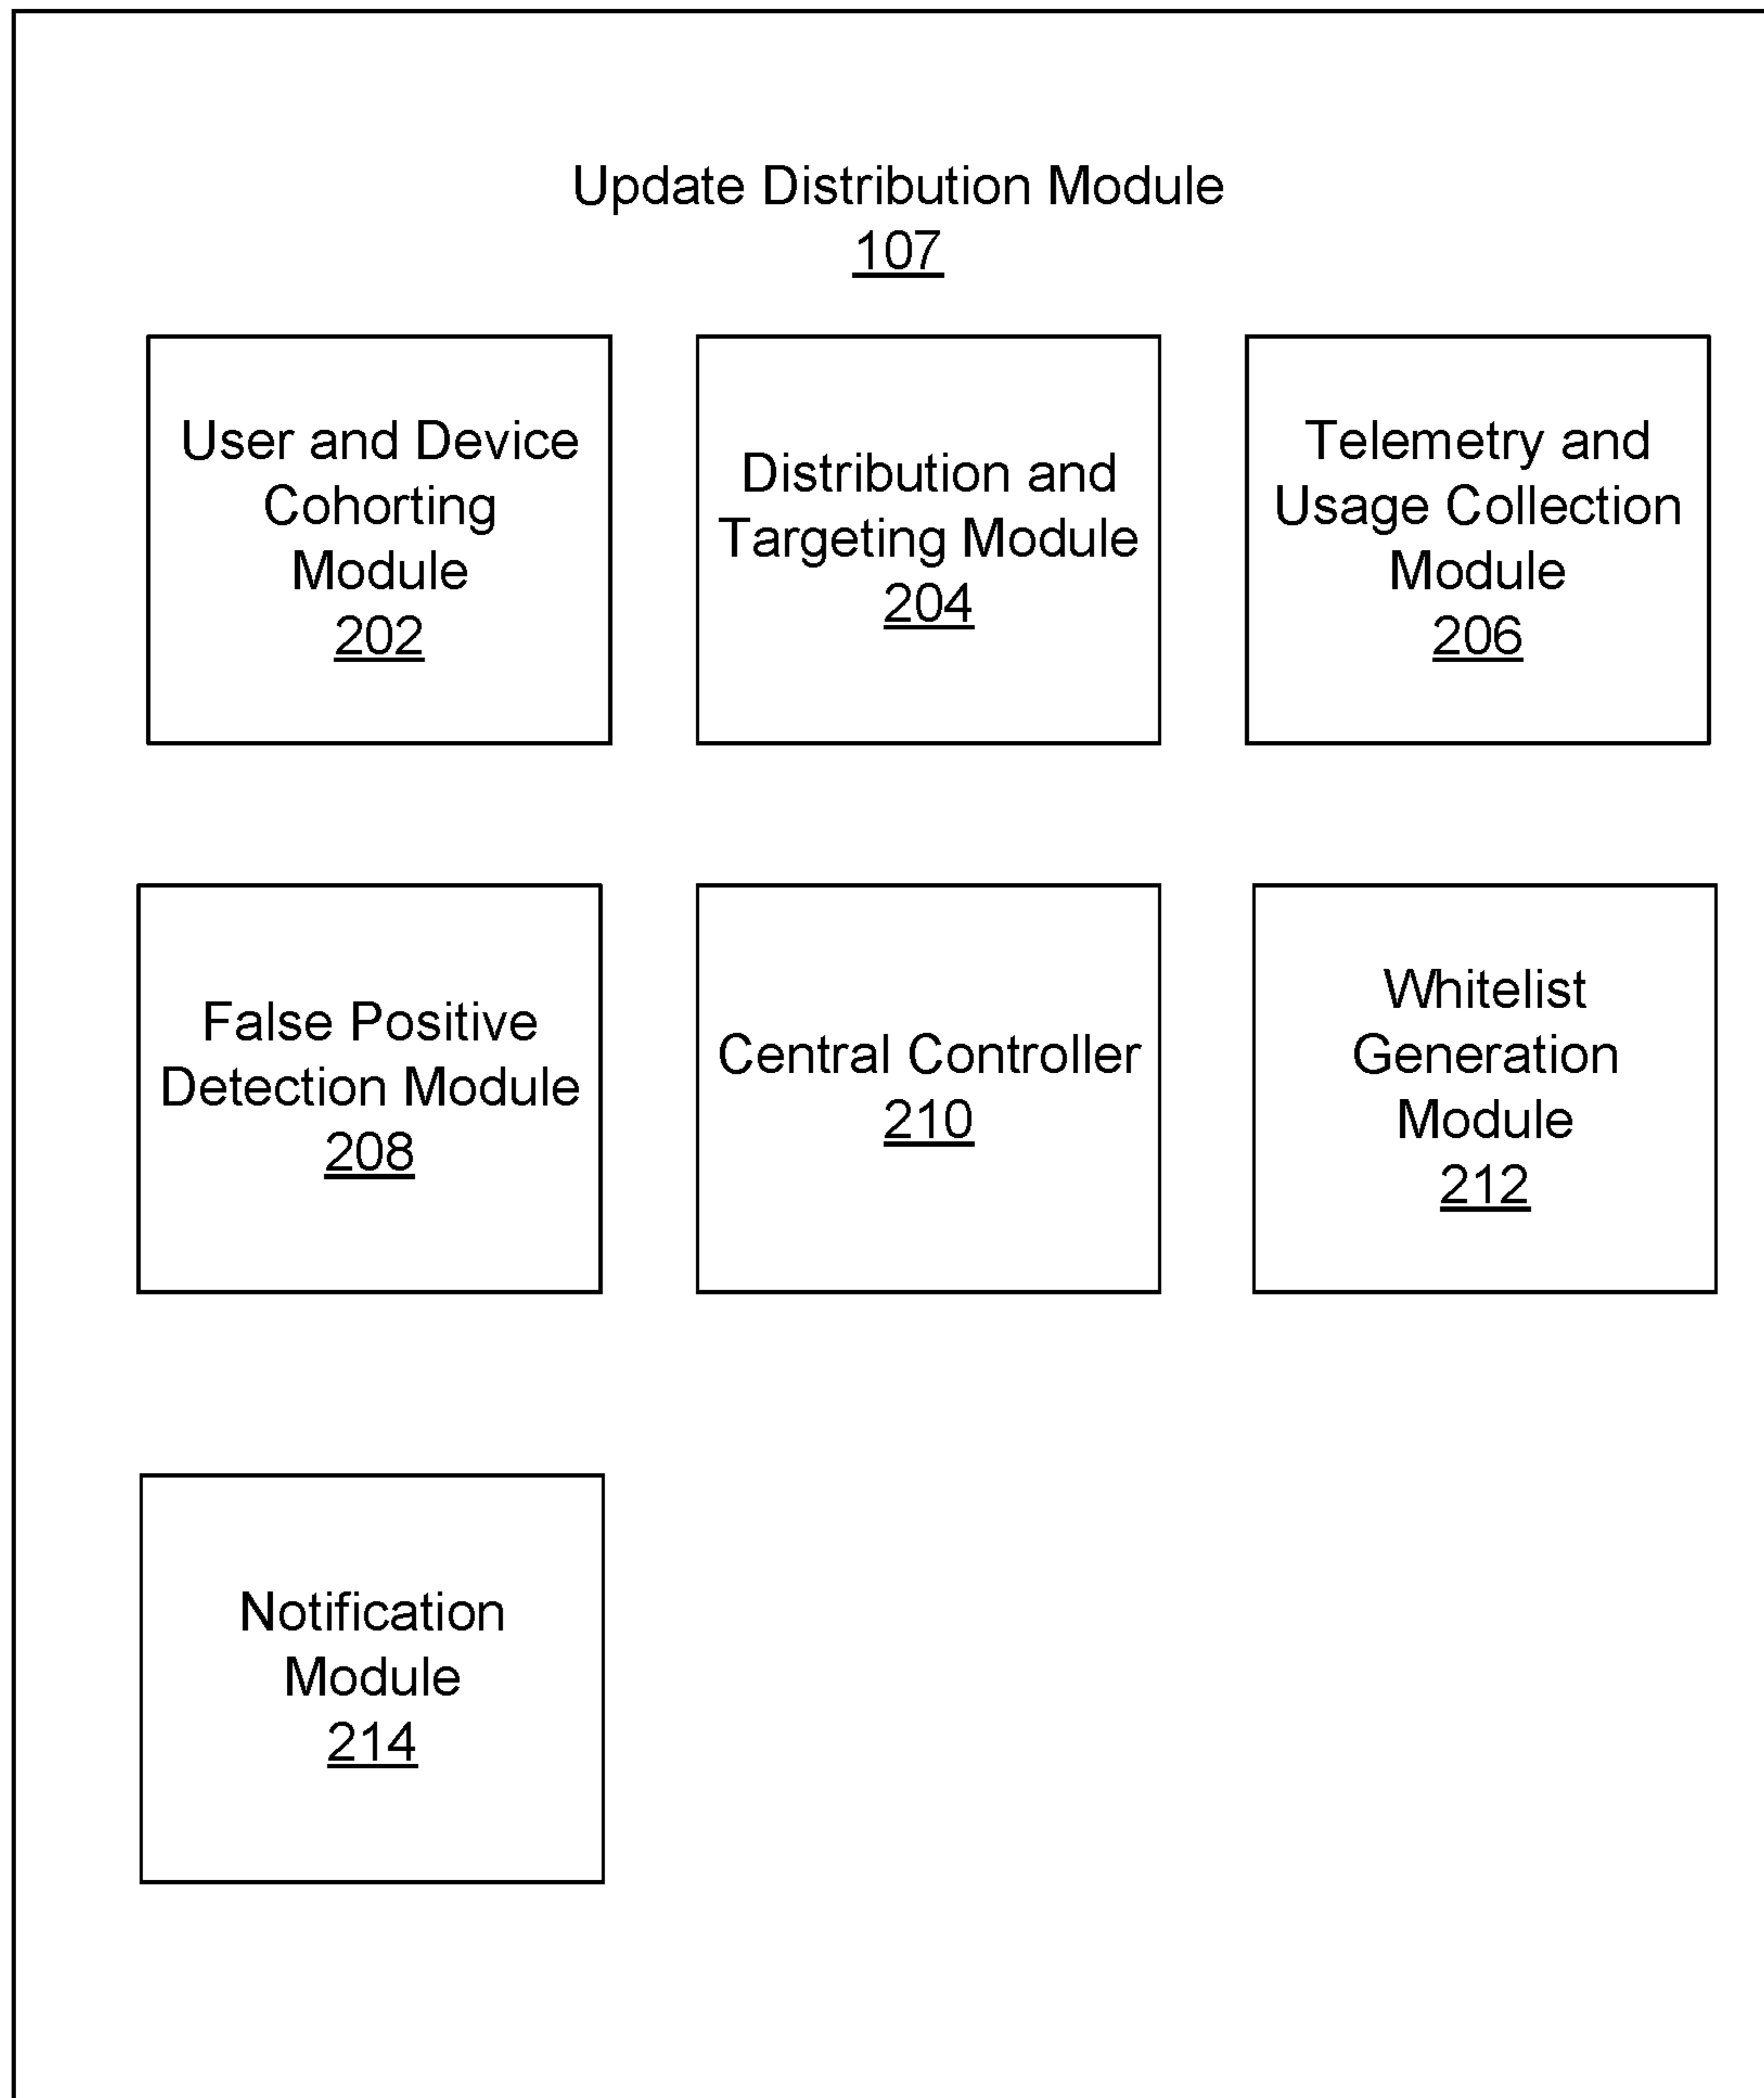 Update Distribution Module
107
User and Device
Cohorting
Module
202
Distribution and
Targeting Module
204
Telemetry and
Usage Collection
Module
206
False Positive
Detection Module
208
Central Controller
210
Whitelist
Generation
Module
212
Notification
Module
214